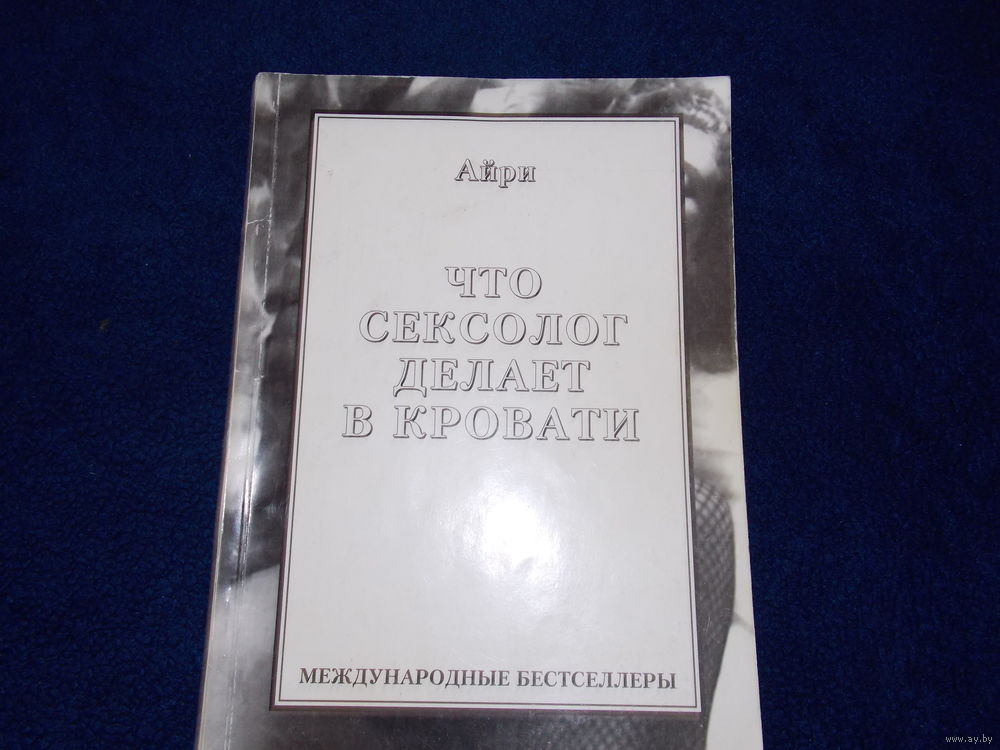 Айри
ЧТО
СЕКСОЛОГ
ДЕЛАЕТ
В КРОВАТИ
МЕЖДУНАРОДНЫЕ БЕСТСЕЛЛЕРЫ
www.ay.by